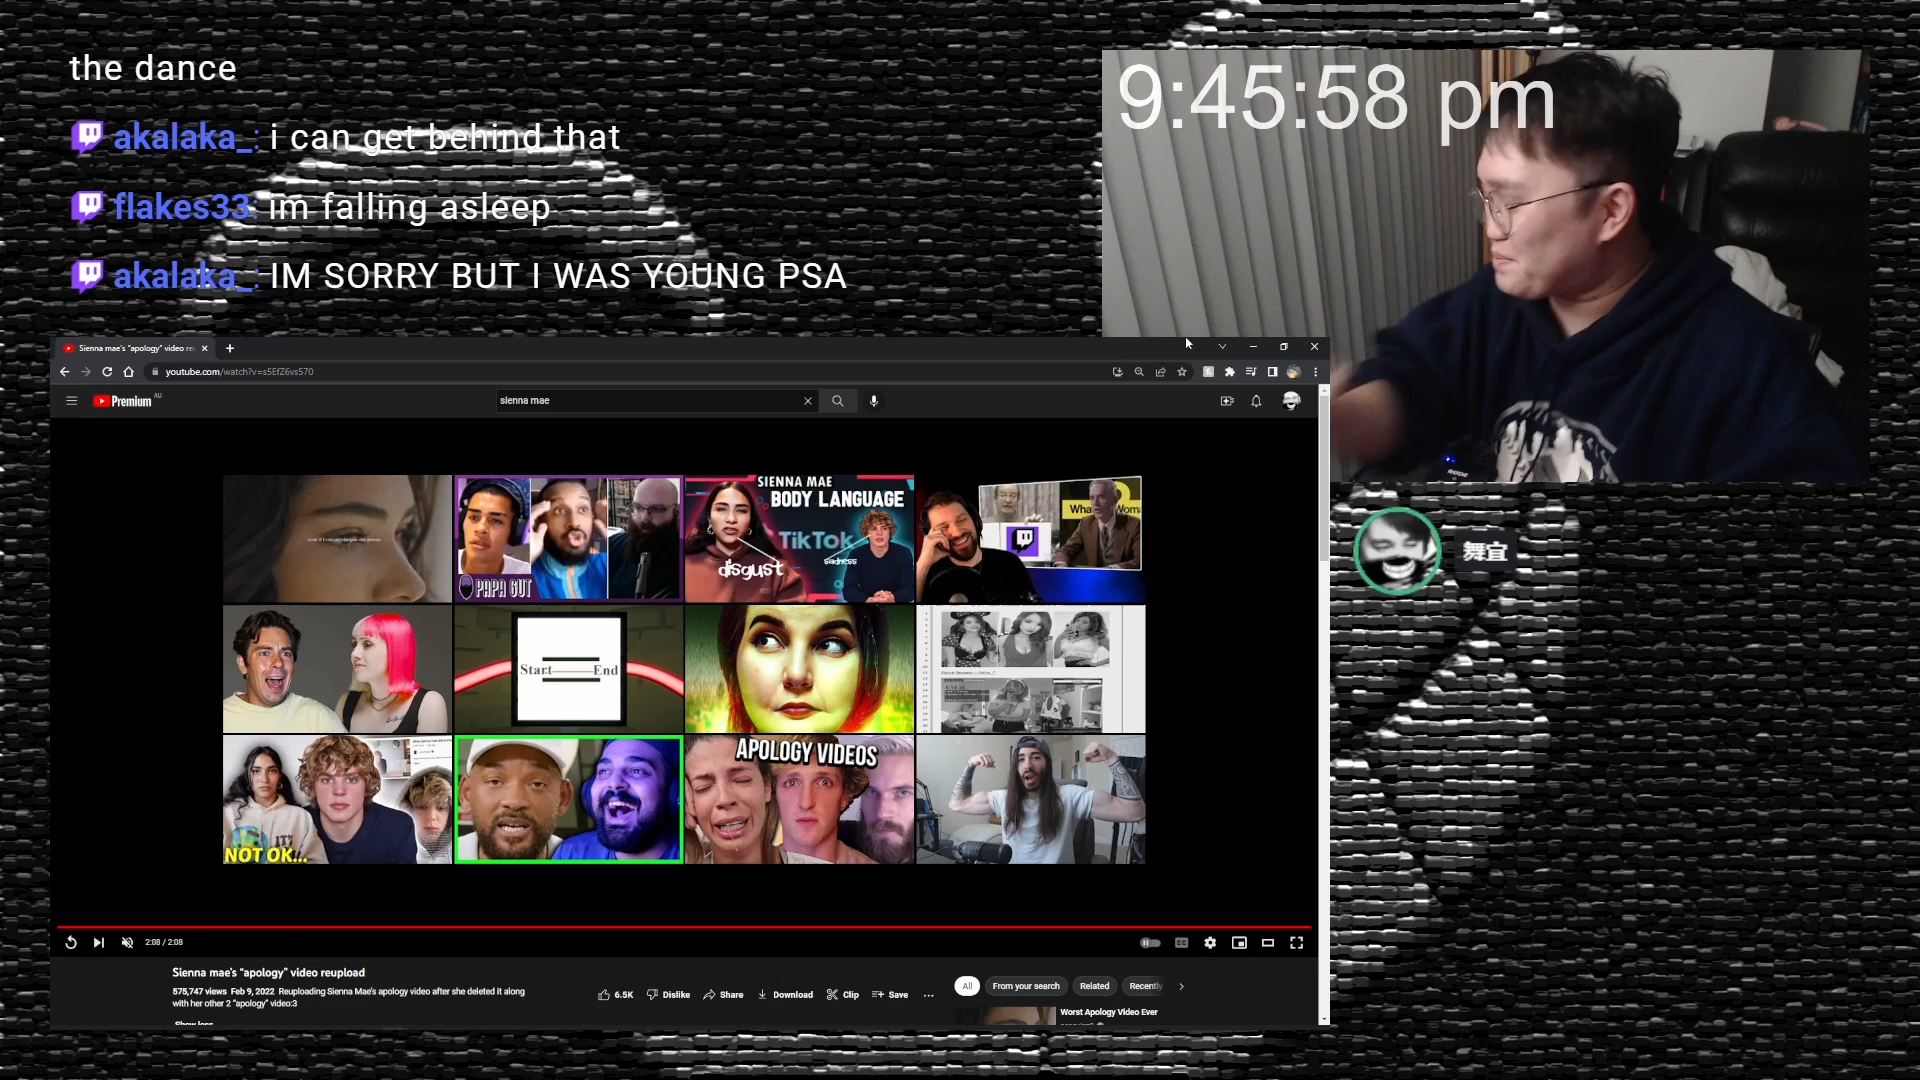 the dance
akalaka_: i can get behind that
flakes33: im falling asleep
akalaka_: IM SORRY BUT I WAS YOUNG PSA
9:45:58 pm
RØDE
舞宜
Sienna mae's "apology" video re
youtube.com/watch?v=s5EfZ6vs570
Premium AU
sienna mae
PAPA GUT
SIENNA MAE
BODY LANGUAGE
TikTok
disgust
sadness
Start End
NOT OK...
APOLOGY VIDEOS
2:08 / 2:08
Sienna mae's "apology" video reupload
575,747 views Feb 9, 2022 Reuploading Sienna Mae's apology video after she deleted it along
with her other 2 "apology" video:3
Show less
6.5K Dislike Share Download Clip Save
All From your search Related Recently
Worst Apology Video Ever